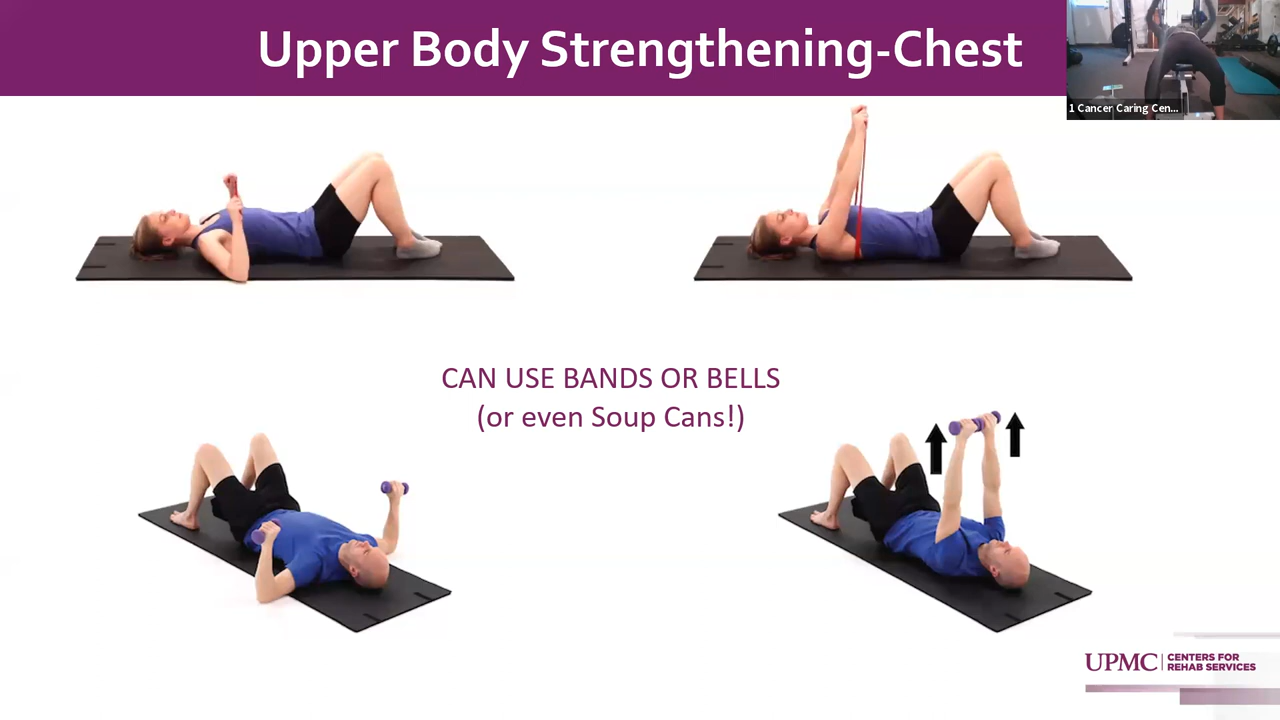 Upper Body Strengthening-Chest
1 Cancer Caring Cen...
CAN USE BANDS OR BELLS
(or even Soup Cans!)
UPMC
CENTERS FOR
REHAB SERVICES